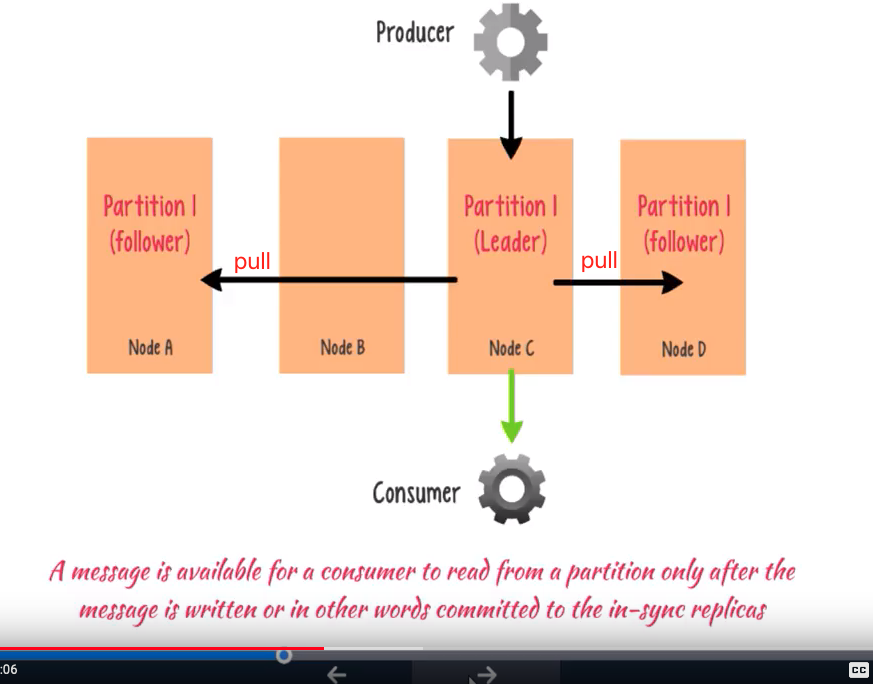 Producer
Partition 1
(follower)
Partition 1
(Leader)
Partition 1
(follower)
pull
pull
Node A
Node B
Node C
Node D
Consumer
A message is available for a consumer to read from a partition only after the
message is written or in other words committed to the in-sync replicas
:06
CC